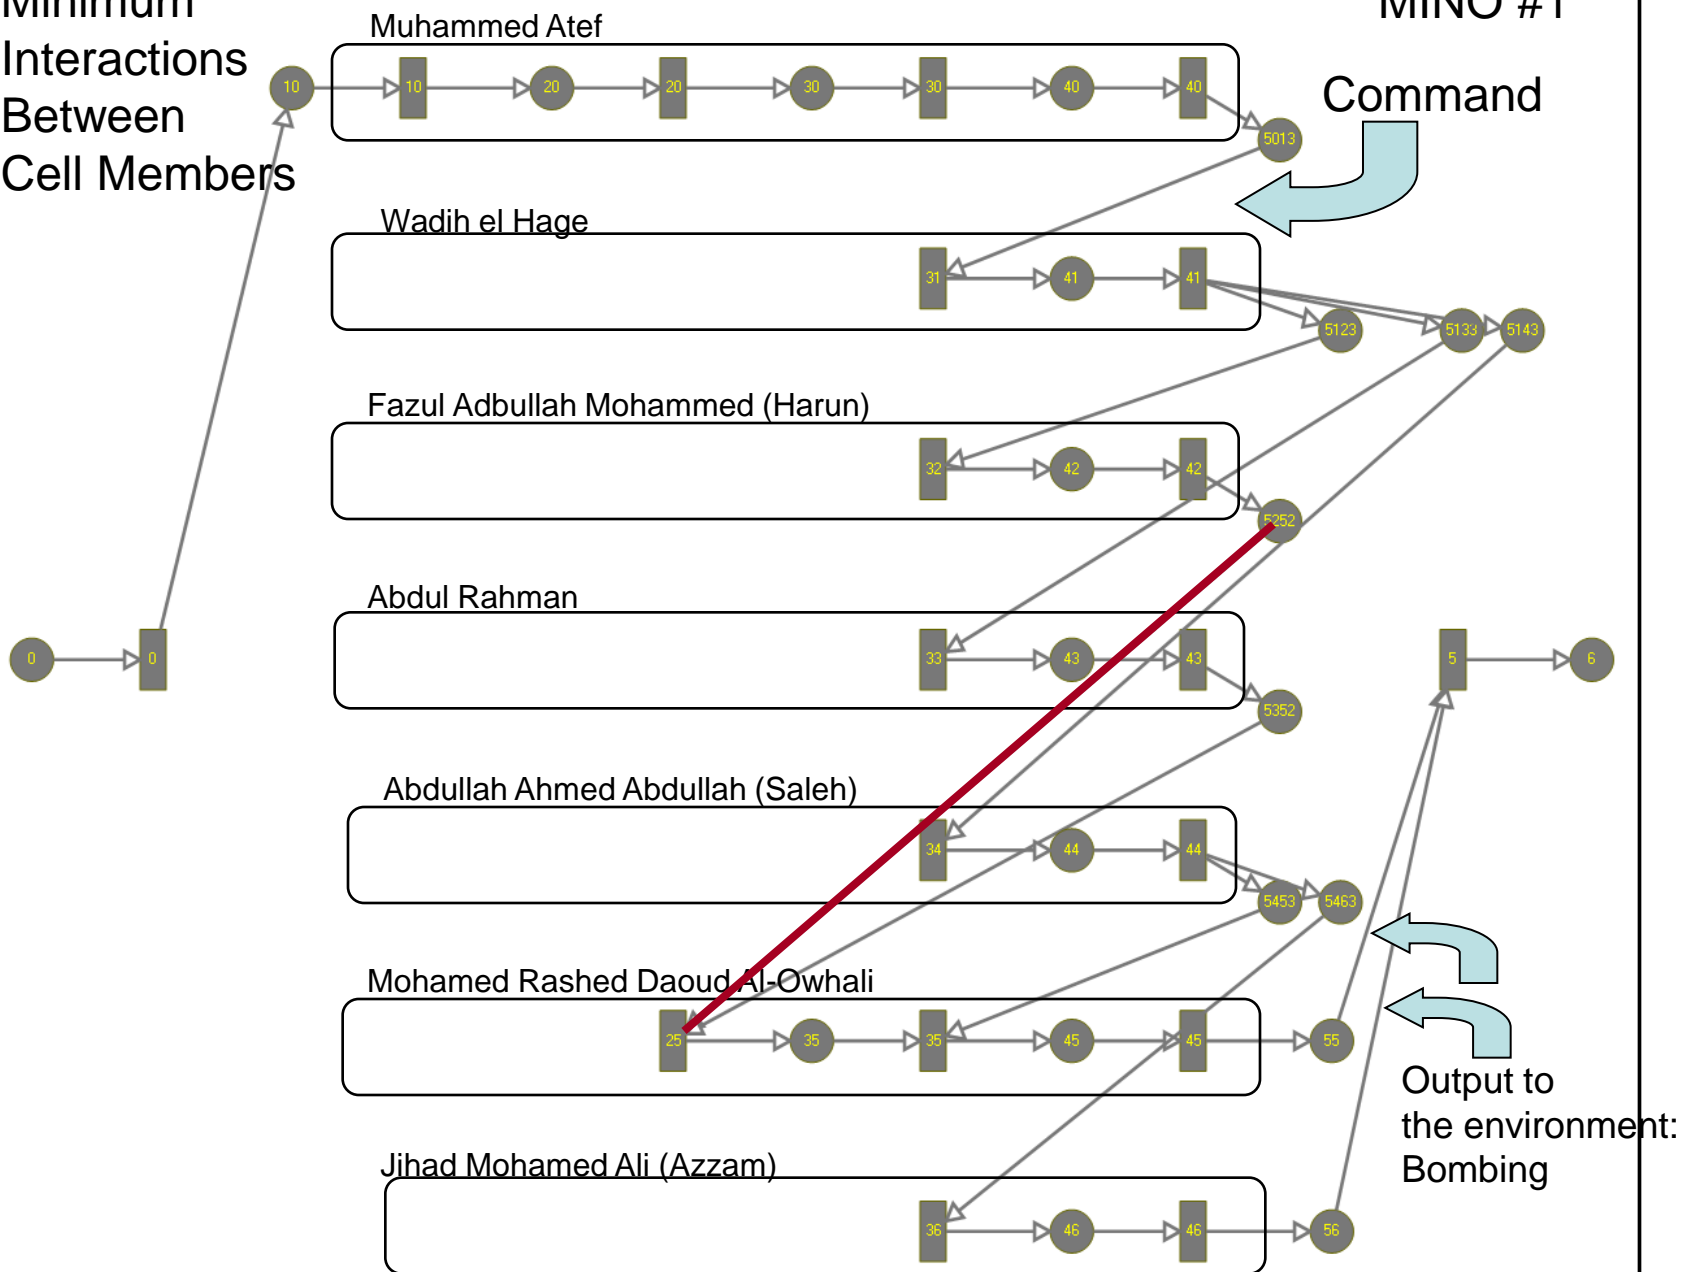 Minimum
Interactions
Between
Cell Members
MINO #1
Muhammed Atef
10
10
20
20
30
30
40
40
5013
Command
Wadih el Hage
31
41
41
5123
5133
5143
Fazul Adbullah Mohammed (Harun)
32
42
42
5252
Abdul Rahman
0
0
33
43
43
5352
5
6
Abdullah Ahmed Abdullah (Saleh)
34
44
44
5453
5463
Mohamed Rashed Daoud Al-Owhali
25
35
35
45
45
55
Output to
the environment:
Bombing
Jihad Mohamed Ali (Azzam)
36
46
46
56